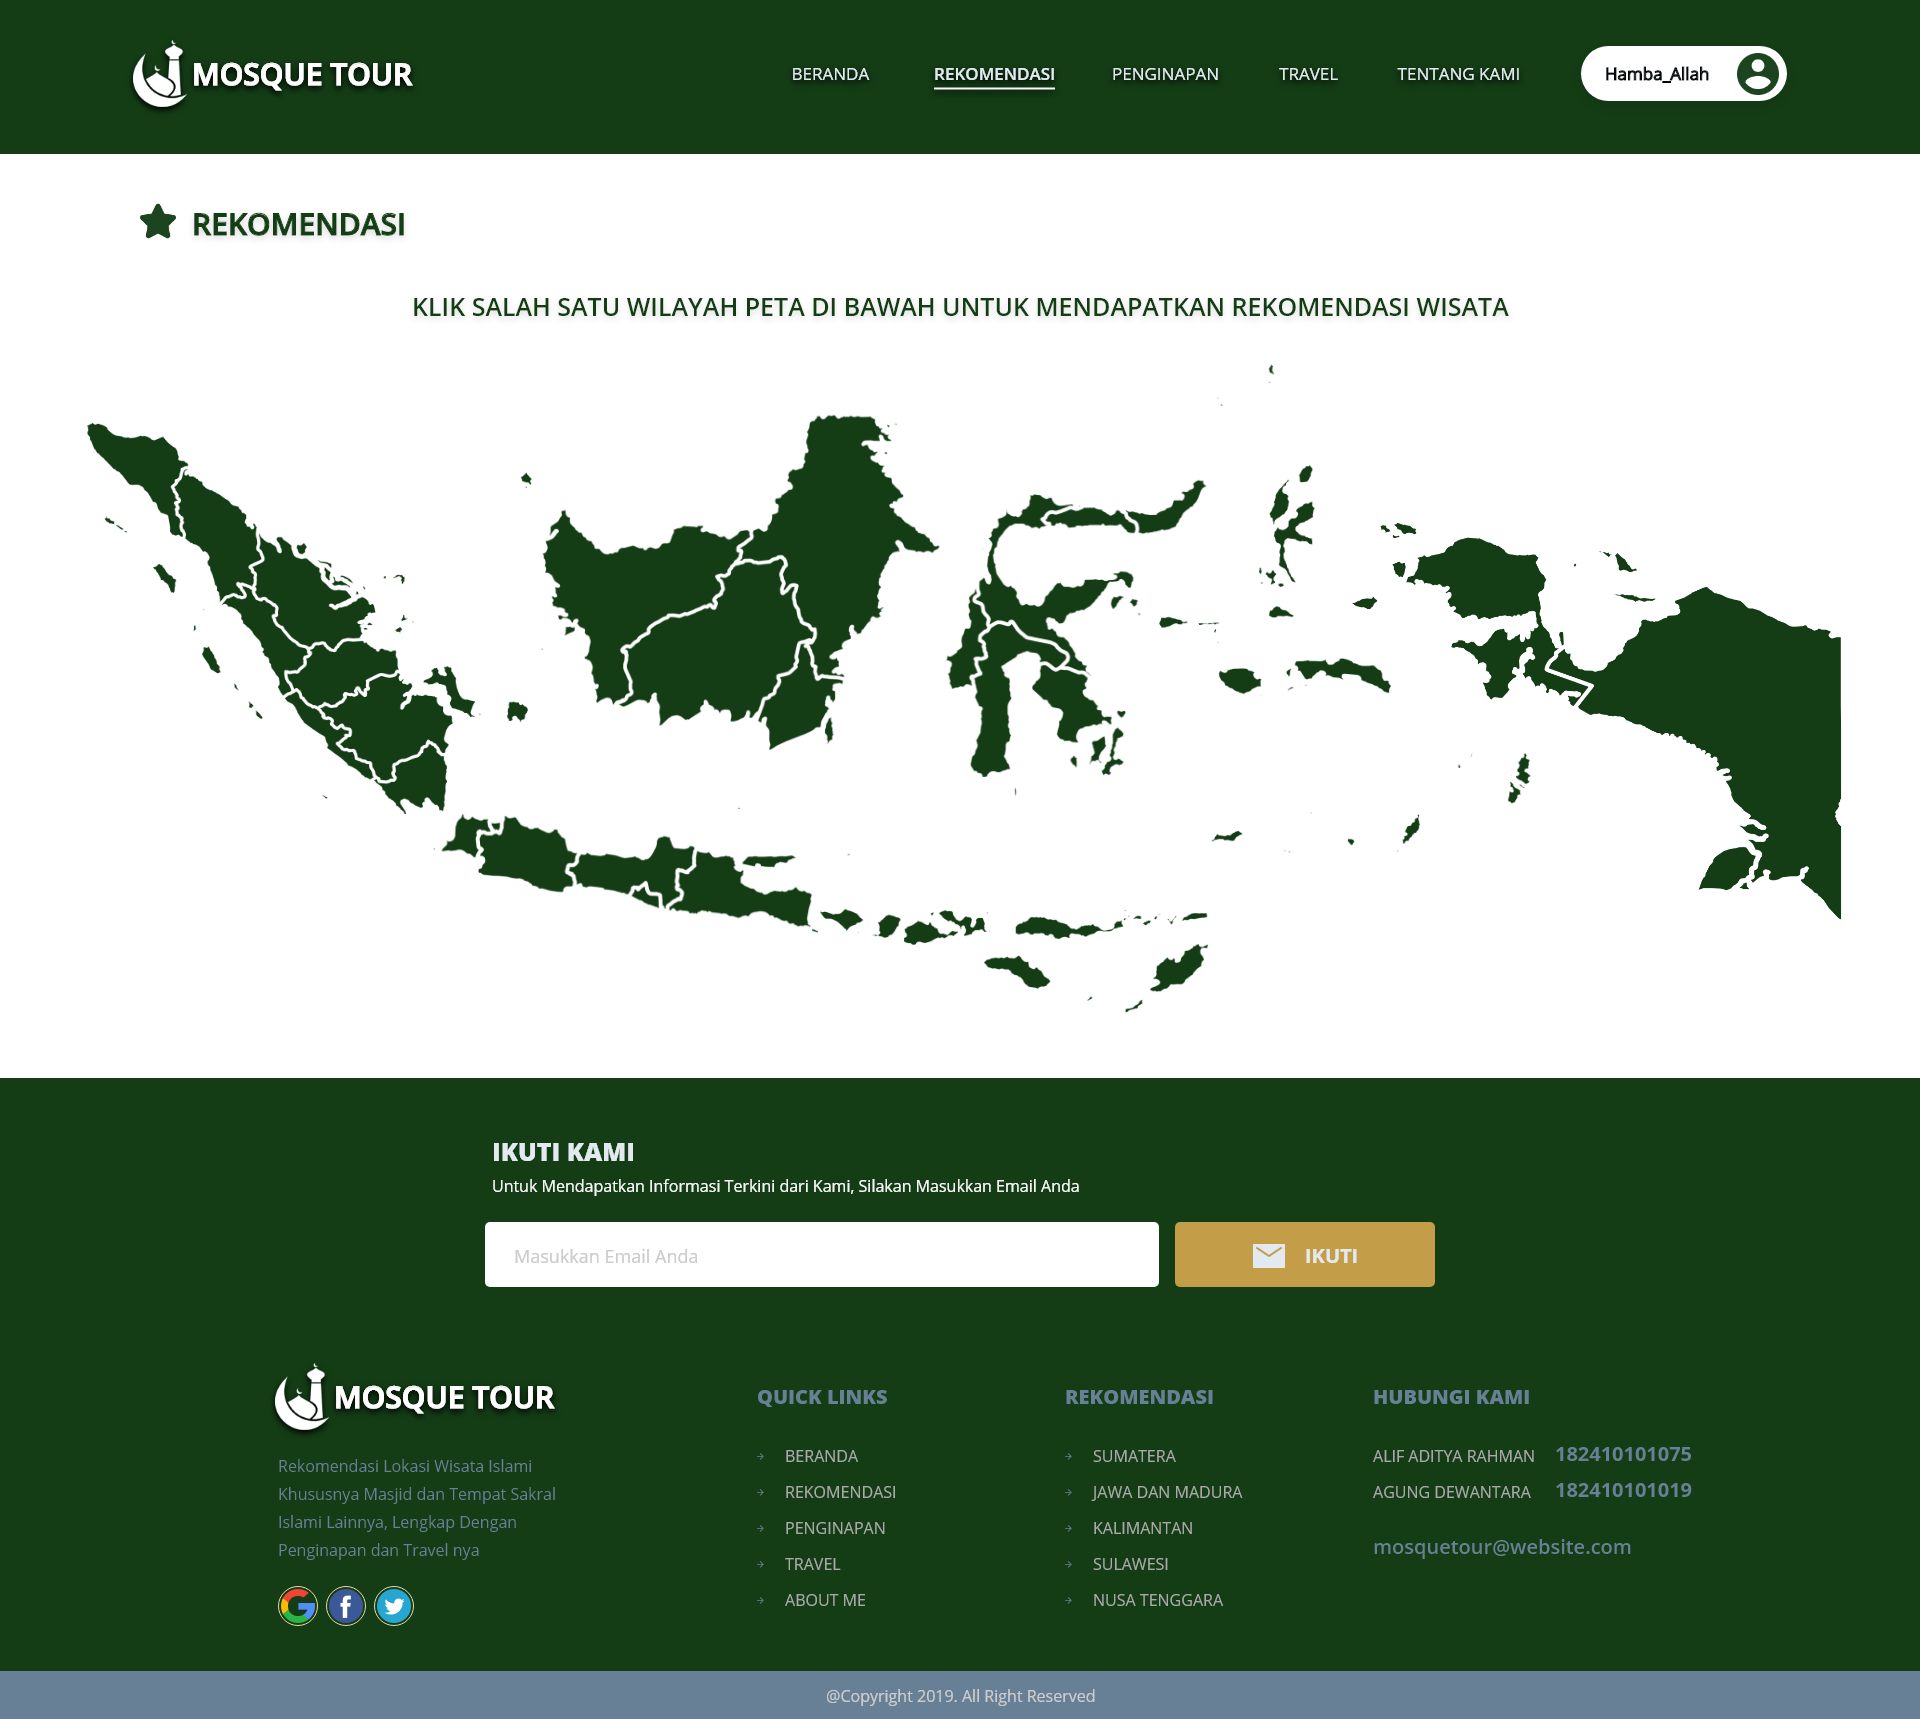 MOSQUE TOUR
BERANDA
REKOMENDASI
PENGINAPAN
TRAVEL
TENTANG KAMI
Hamba_Allah
REKOMENDASI
KLIK SALAH SATU WILAYAH PETA DI BAWAH UNTUK MENDAPATKAN REKOMENDASI WISATA
IKUTI KAMI
Untuk Mendapatkan Informasi Terkini dari Kami, Silakan Masukkan Email Anda
Masukkan Email Anda
IKUTI
MOSQUE TOUR
Rekomendasi Lokasi Wisata Islami
Khususnya Masjid dan Tempat Sakral
Islami Lainnya, Lengkap Dengan
Penginapan dan Travel nya
QUICK LINKS
BERANDA
REKOMENDASI
PENGINAPAN
TRAVEL
ABOUT ME
REKOMENDASI
SUMATERA
JAWA DAN MADURA
KALIMANTAN
SULAWESI
NUSA TENGGARA
HUBUNGI KAMI
ALIF ADITYA RAHMAN 182410101075
AGUNG DEWANTARA 182410101019
mosquetour@website.com
@Copyright 2019. All Right Reserved